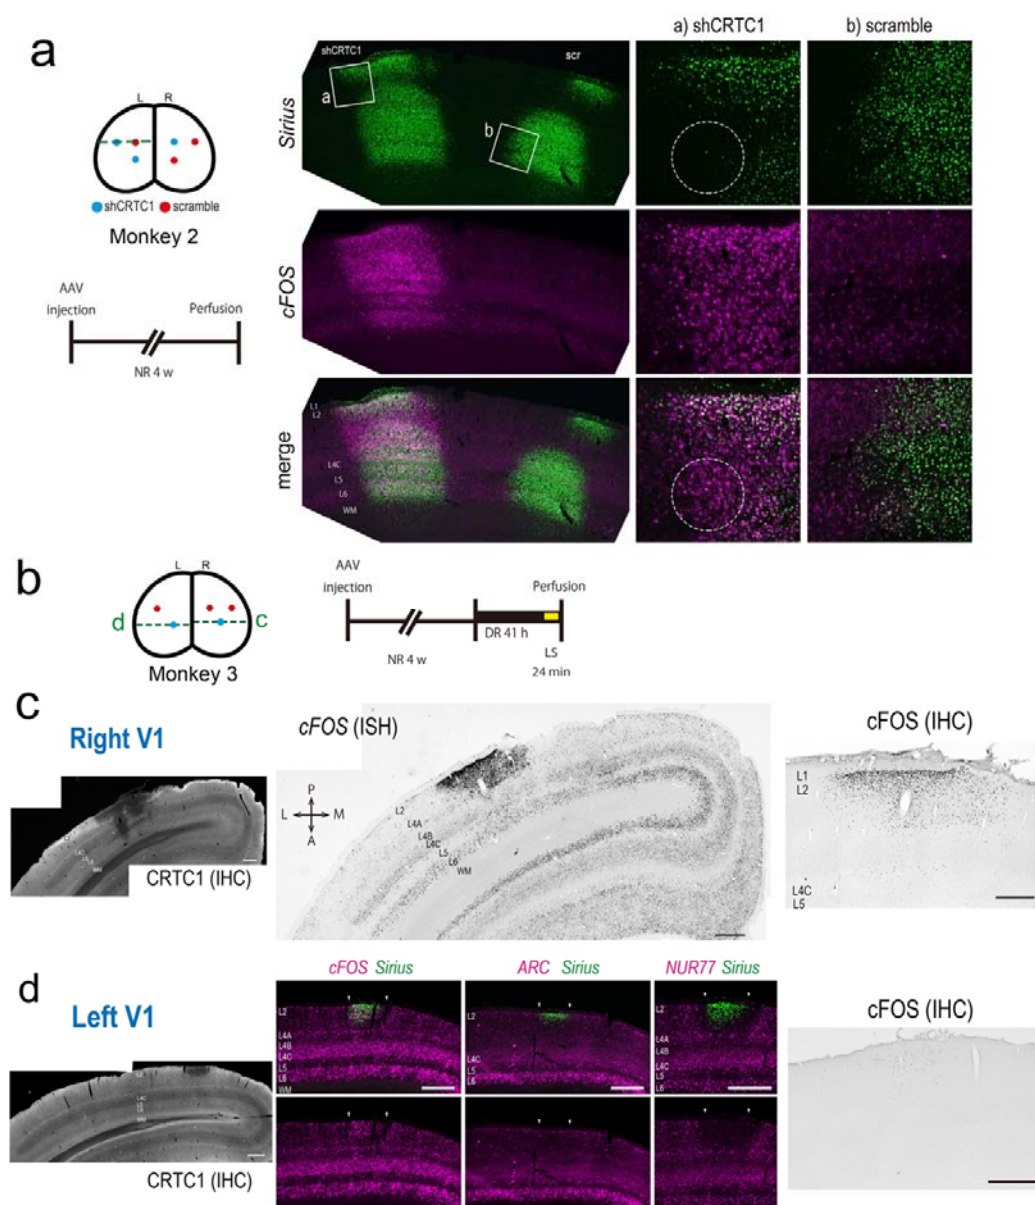 a
L R
shCRTC1 scramble
Monkey 2
AAV
injection
Perfusion
NR 4 w
a) shCRTC1
b) scramble
Sirius
shCRTC1
scr
a
b
cFOS
merge
L1
L2
L4C
L5
L6
WM
b
L R
d
c
Monkey 3
AAV
injection
Perfusion
DR 41 h
NR 4 w
LS
24 min
c
Right V1
CRTC1 (IHC)
cFOS (ISH)
P
L M
A
L2
L4A
L4B
L4C
L5
L6
WM
cFOS (IHC)
L1
L2
L4C
L5
d
Left V1
CRTC1 (IHC)
cFOS Sirius
L2
L4A
L4B
L4C
L5
L6
WM
ARC Sirius
L2
L4C
L5
L6
NUR77 Sirius
L2
L4A
L4B
L4C
L5
L6
cFOS (IHC)